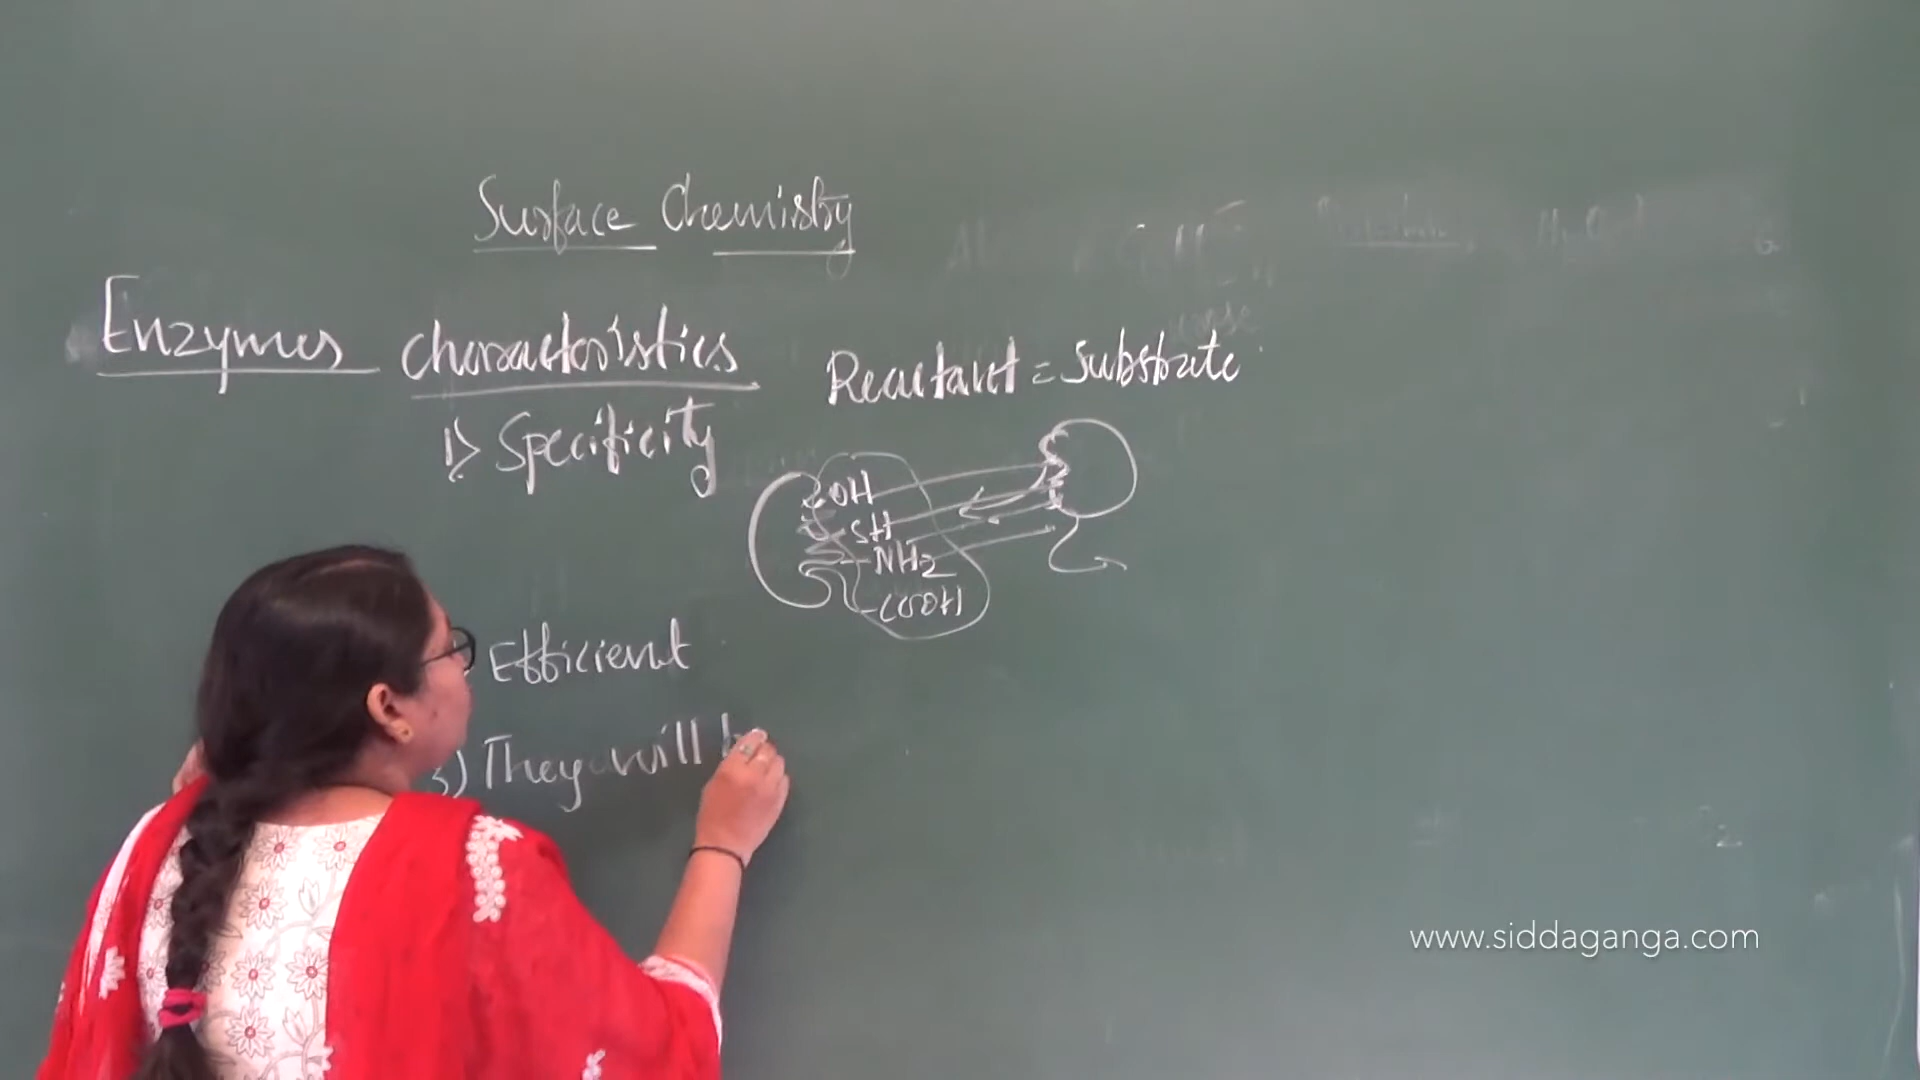 Surface Chemistry
Enzymes characteristics
Reactant = Substrate
1) Specificity
OH
SH
-NH2
-COOH
Efficient
3) They will b
www.siddaganga.com